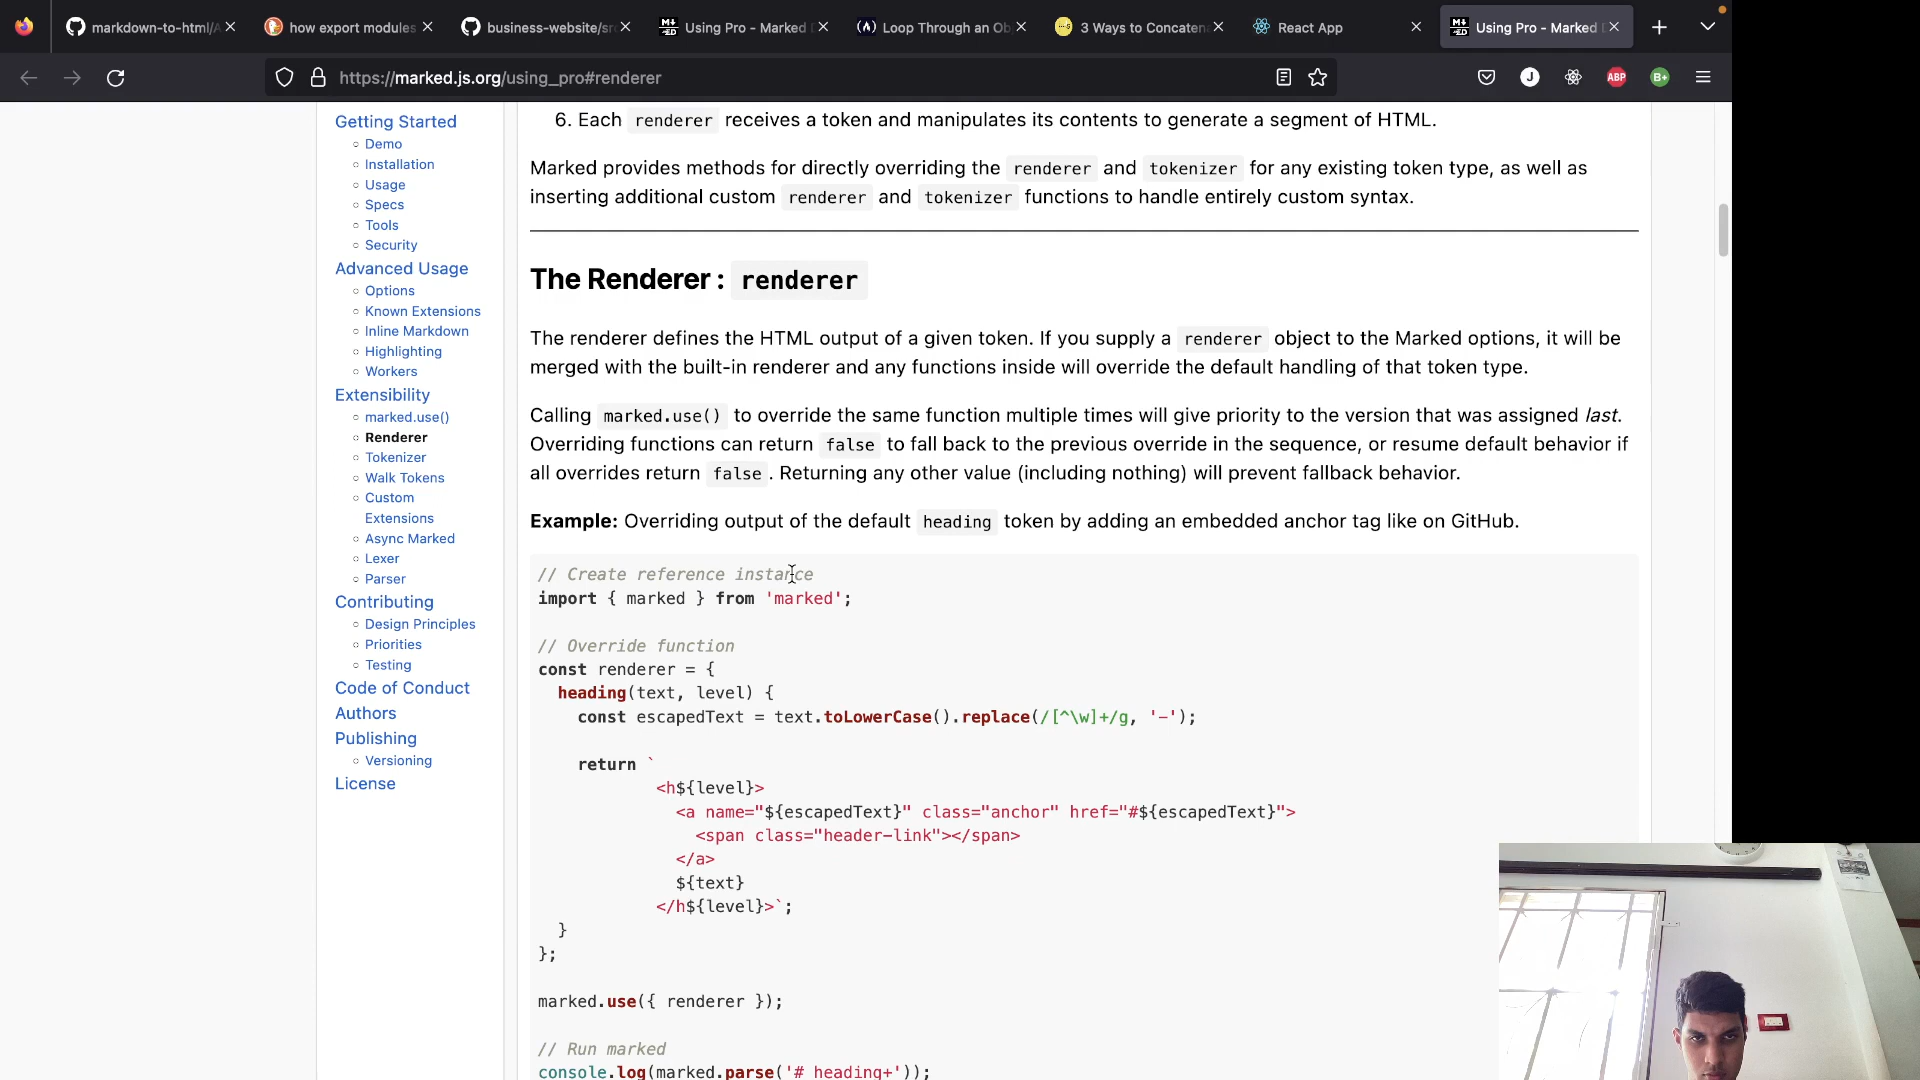 markdown-to-html/A
how export modules
business-website/src
Using Pro - Marked D
Loop Through an Ob
3 Ways to Concaten
React App
Using Pro - Marked D
https://marked.js.org/using_pro#renderer
ABP
B+
J
Getting Started
Demo
Installation
Usage
Specs
Tools
Security
Advanced Usage
Options
Known Extensions
Inline Markdown
Highlighting
Workers
Extensibility
marked.use()
Renderer
Tokenizer
Walk Tokens
Custom
Extensions
Async Marked
Lexer
Parser
Contributing
Design Principles
Priorities
Testing
Code of Conduct
Authors
Publishing
Versioning
License
6. Each renderer receives a token and manipulates its contents to generate a segment of HTML.
Marked provides methods for directly overriding the renderer and tokenizer for any existing token type, as well as
inserting additional custom renderer and tokenizer functions to handle entirely custom syntax.
The Renderer : renderer
The renderer defines the HTML output of a given token. If you supply a renderer object to the Marked options, it will be
merged with the built-in renderer and any functions inside will override the default handling of that token type.
Calling marked.use() to override the same function multiple times will give priority to the version that was assigned last.
Overriding functions can return false to fall back to the previous override in the sequence, or resume default behavior if
all overrides return false . Returning any other value (including nothing) will prevent fallback behavior.
Example: Overriding output of the default heading token by adding an embedded anchor tag like on GitHub.
// Create reference instance
import { marked } from 'marked';
// Override function
const renderer = {
heading(text, level) {
const escapedText = text.toLowerCase().replace(/[^\w]+/g, '-');
return `
<h${level}>
<a name="${escapedText}" class="anchor" href="#${escapedText}">
<span class="header-link"></span>
</a>
${text}
</h${level}>`;
}
};
marked.use({ renderer });
// Run marked
console.log(marked.parse('# heading+'));